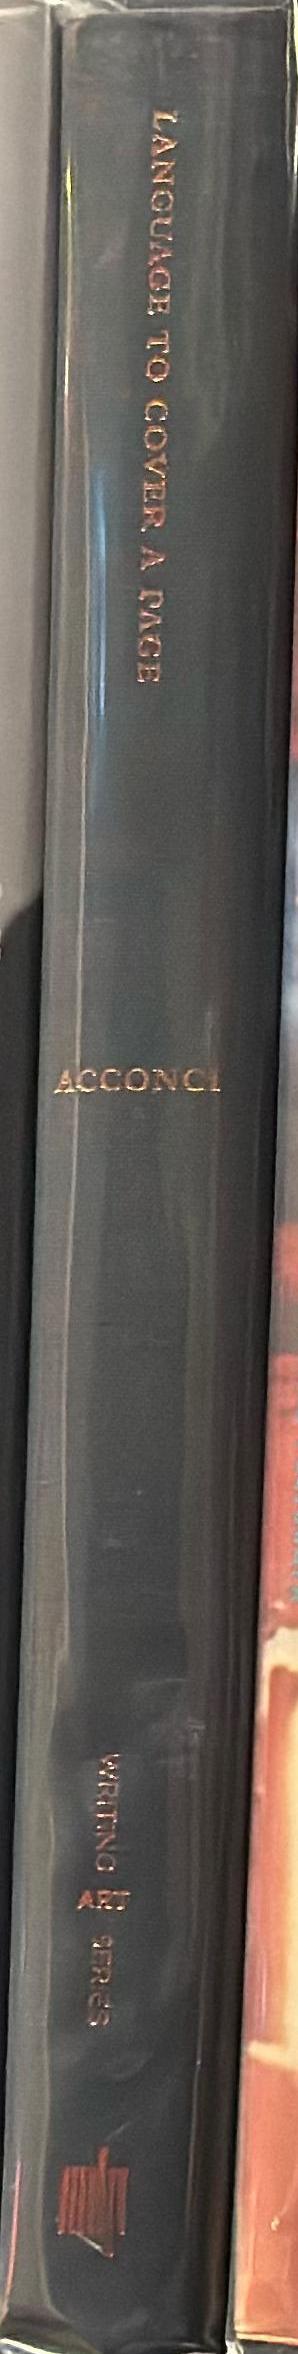 LANGUAGE TO COVER A PAGE
ACCONCI
WRITING
ART
SERIES